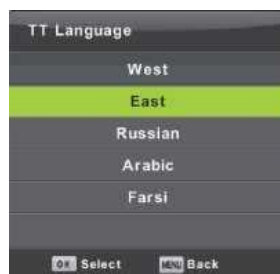 TT Language
West
East
Russian
Arabic
Farsi
OK Select MENU Back